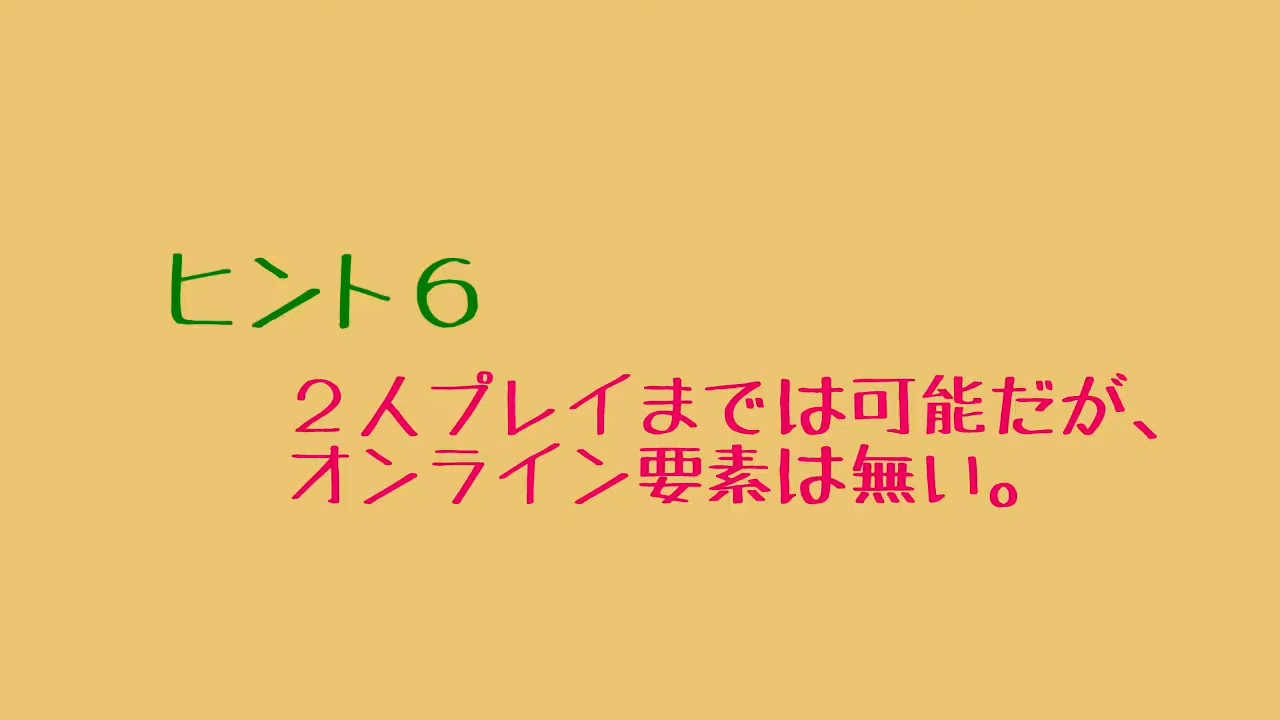 ヒント６
２人プレイまでは可能だが、
オンライン要素は無い。